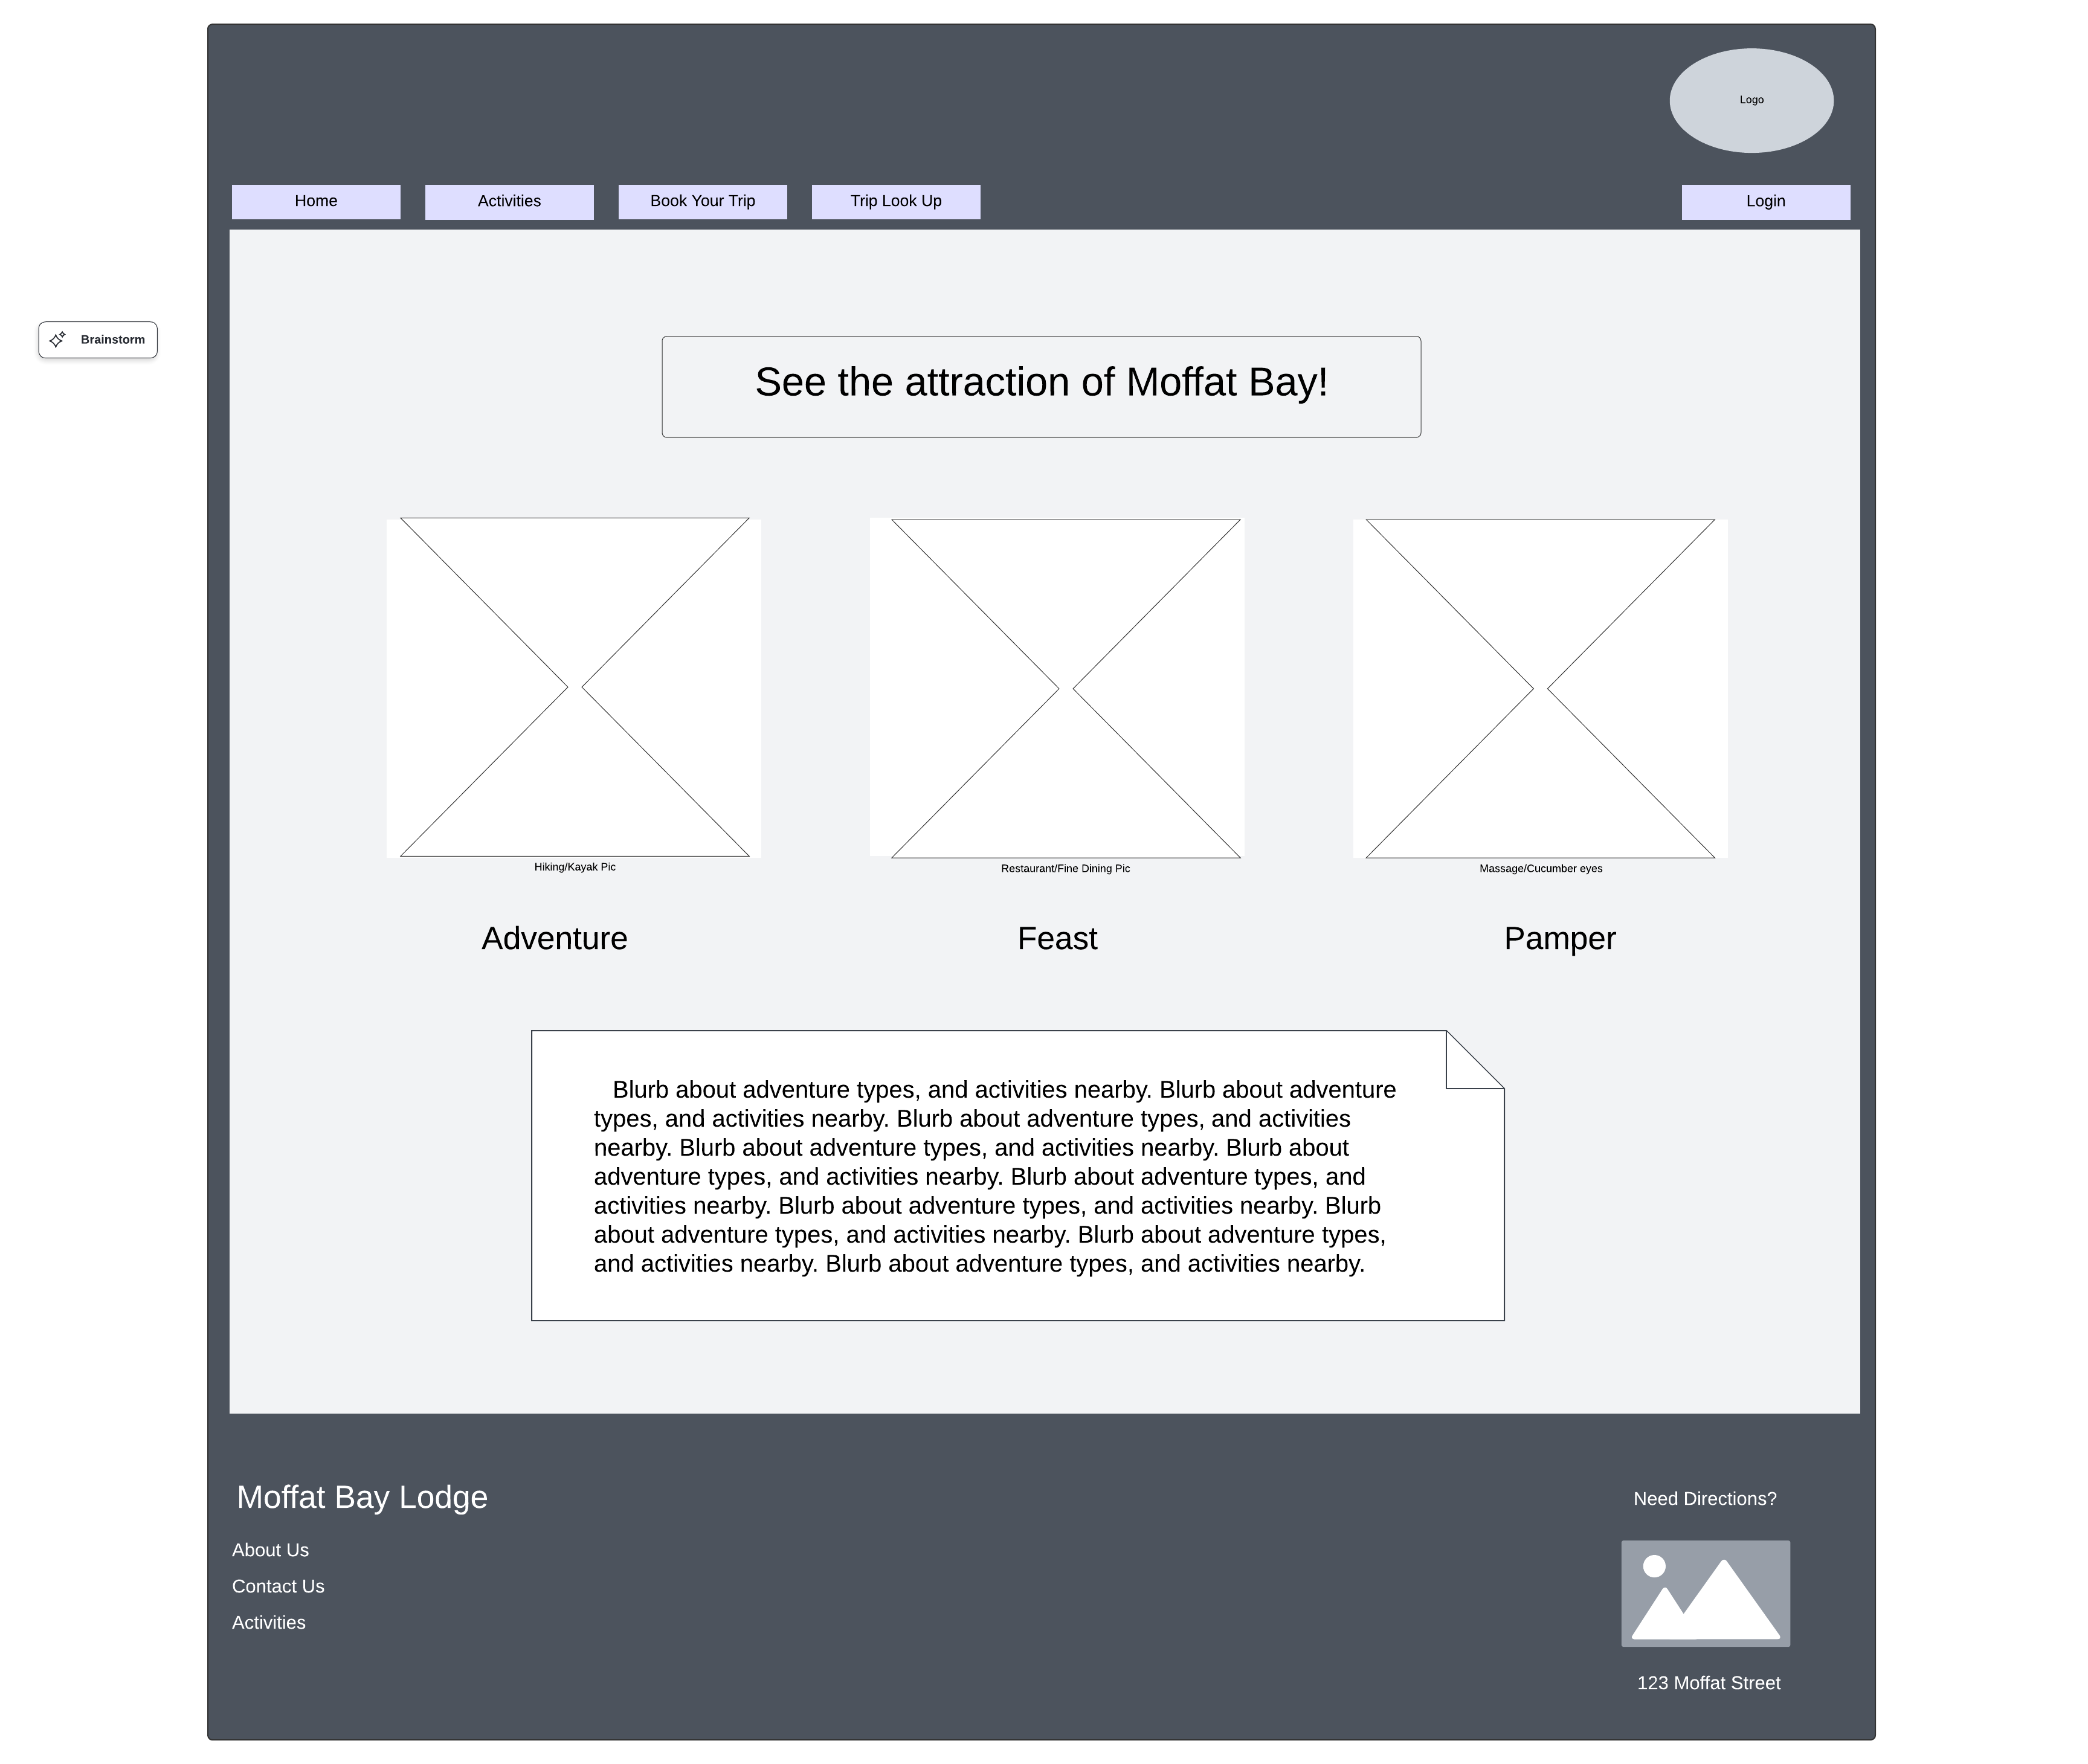 Logo
Home
Activities
Book Your Trip
Trip Look Up
Login
Brainstorm
See the attraction of Moffat Bay!
Hiking/Kayak Pic
Restaurant/Fine Dining Pic
Massage/Cucumber eyes
Adventure
Feast
Pamper
Blurb about adventure types, and activities nearby. Blurb about adventure
types, and activities nearby. Blurb about adventure types, and activities
nearby. Blurb about adventure types, and activities nearby. Blurb about
adventure types, and activities nearby. Blurb about adventure types, and
activities nearby. Blurb about adventure types, and activities nearby. Blurb
about adventure types, and activities nearby. Blurb about adventure types,
and activities nearby. Blurb about adventure types, and activities nearby.
Moffat Bay Lodge
About Us
Contact Us
Activities
Need Directions?
123 Moffat Street